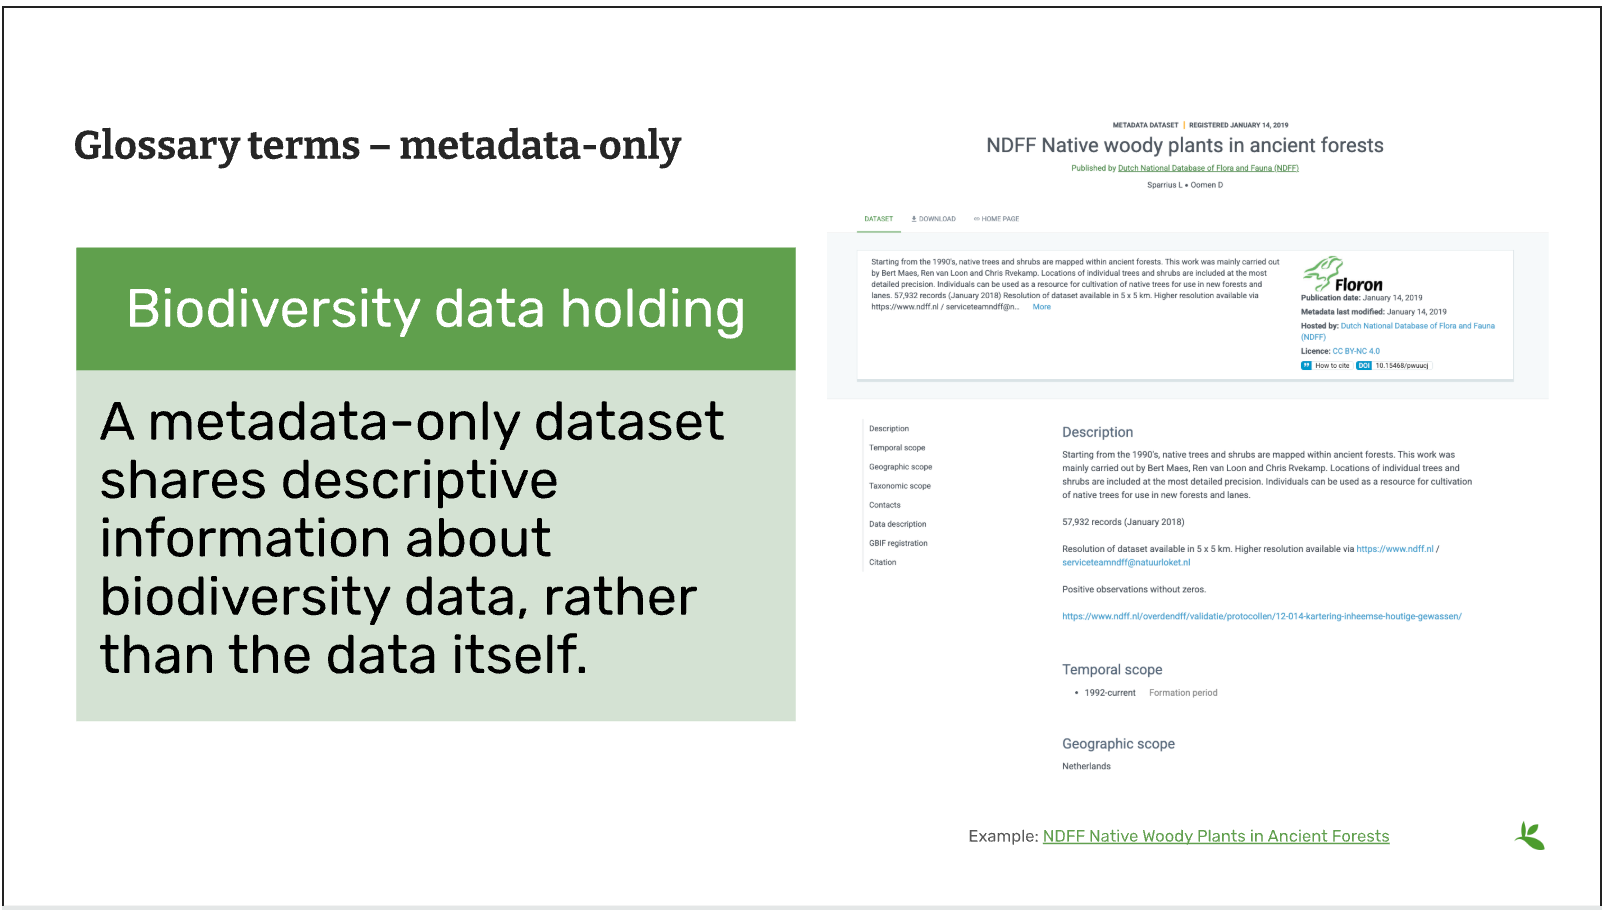 Glossary terms – metadata-only
Biodiversity data holding
A metadata-only dataset
shares descriptive
information about
biodiversity data, rather
than the data itself.
METADATA DATASET | REGISTERED JANUARY 14, 2019
NDFF Native woody plants in ancient forests
Published by Dutch National Database of Flora and Fauna (NDFF)
Sparrius L • Oomen D
DATASET DOWNLOAD HOME PAGE
Starting from the 1990's, native trees and shrubs are mapped within ancient forests. This work was mainly carried out
by Bert Maes, Ren van Loon and Chris Rvekamp. Locations of individual trees and shrubs are included at the most
detailed precision. Individuals can be used as a resource for cultivation of native trees for use in new forests and
lanes. 57,932 records (January 2018) Resolution of dataset available in 5 x 5 km. Higher resolution available via
https://www.ndff.nl / serviceteamndff@n... More
Floron
Publication date: January 14, 2019
Metadata last modified: January 14, 2019
Hosted by: Dutch National Database of Flora and Fauna
(NDFF)
Licence: CC BY-NC 4.0
How to cite DOI 10.15468/pwuucj
Description
Temporal scope
Geographic scope
Taxonomic scope
Contacts
Data description
GBIF registration
Citation
Description
Starting from the 1990's, native trees and shrubs are mapped within ancient forests. This work was
mainly carried out by Bert Maes, Ren van Loon and Chris Rvekamp. Locations of individual trees and
shrubs are included at the most detailed precision. Individuals can be used as a resource for cultivation
of native trees for use in new forests and lanes.
57,932 records (January 2018)
Resolution of dataset available in 5 x 5 km. Higher resolution available via https://www.ndff.nl /
serviceteamndff@natuurloket.nl
Positive observations without zeros.
https://www.ndff.nl/overdendff/validatie/protocollen/12-014-kartering-inheemse-houtige-gewassen/
Temporal scope
• 1992-current Formation period
Geographic scope
Netherlands
Example: NDFF Native Woody Plants in Ancient Forests